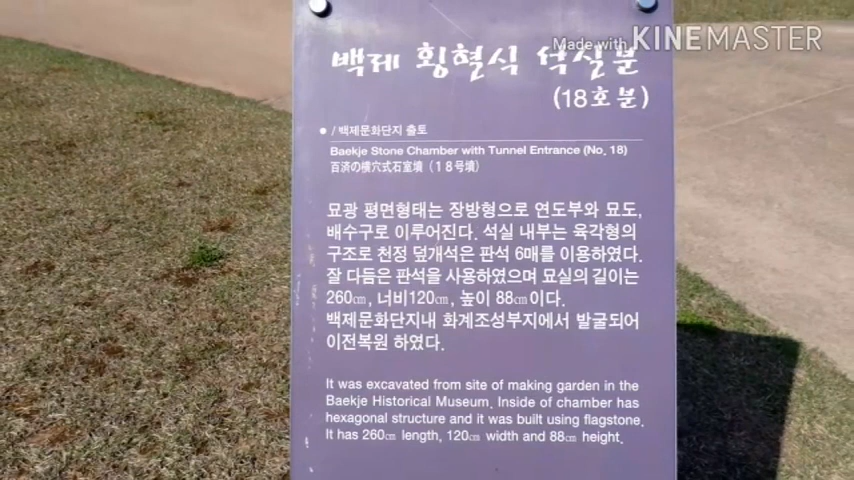 Made with KINEMASTER
백제 횡혈식 석실분
(18호분)
● / 백제문화단지 출토
Baekje Stone Chamber with Tunnel Entrance (No. 18)
百済の横穴式石室墳（１８号墳）
묘광 평면형태는 장방형으로 연도부와 묘도,
배수구로 이루어진다. 석실 내부는 육각형의
구조로 천정 덮개석은 판석 6매를 이용하였다.
잘 다듬은 판석을 사용하였으며 묘실의 길이는
260㎝, 너비120㎝, 높이 88㎝이다.
백제문화단지내 화계조성부지에서 발굴되어
이전복원 하였다.
It was excavated from site of making garden in the
Baekje Historical Museum. Inside of chamber has
hexagonal structure and it was built using flagstone.
It has 260㎝ length, 120㎝ width and 88㎝ height.